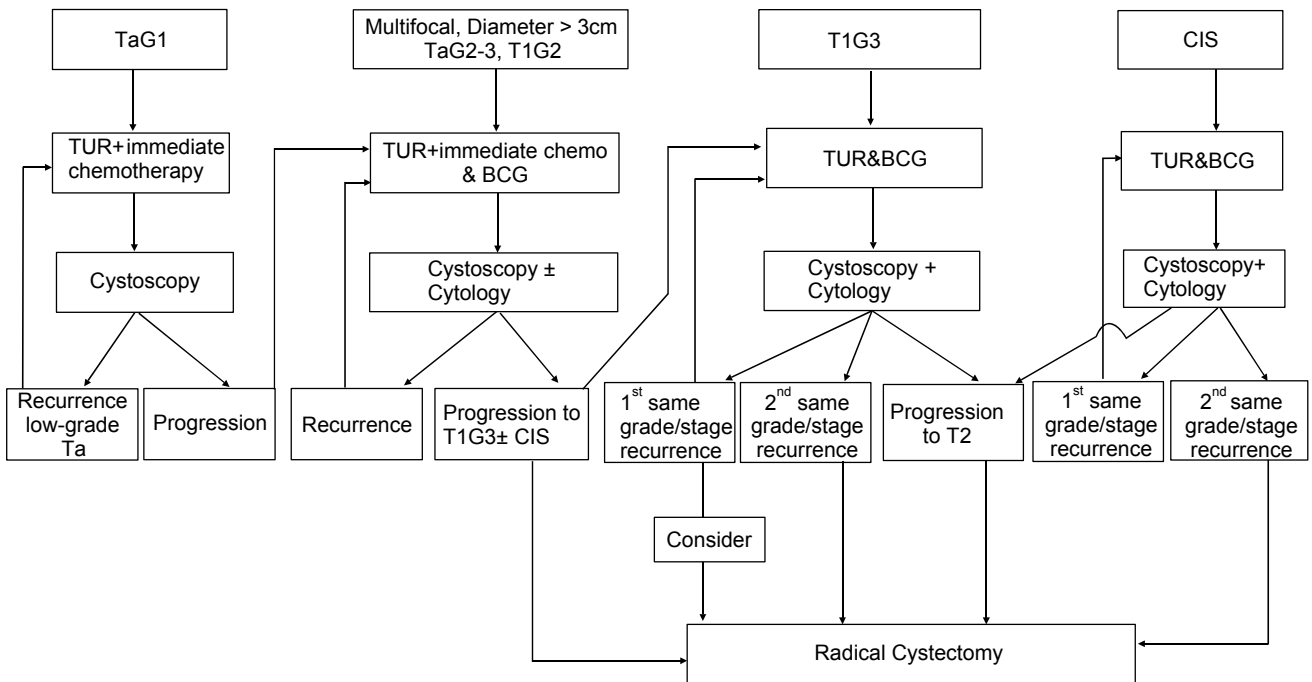 TaG1
Multifocal, Diameter > 3cm
TaG2-3, T1G2
T1G3
CIS
TUR+immediate
chemotherapy
TUR+immediate chemo
& BCG
TUR&BCG
TUR&BCG
Cystoscopy
Cystoscopy ±
Cytology
Cystoscopy +
Cytology
Cystoscopy+
Cytology
Recurrence
low-grade
Ta
Progression
Recurrence
Progression to
T1G3± CIS
1st same
grade/stage
recurrence
2nd same
grade/stage
recurrence
Progression
to T2
1st same
grade/stage
recurrence
2nd same
grade/stage
recurrence
Consider
Radical Cystectomy